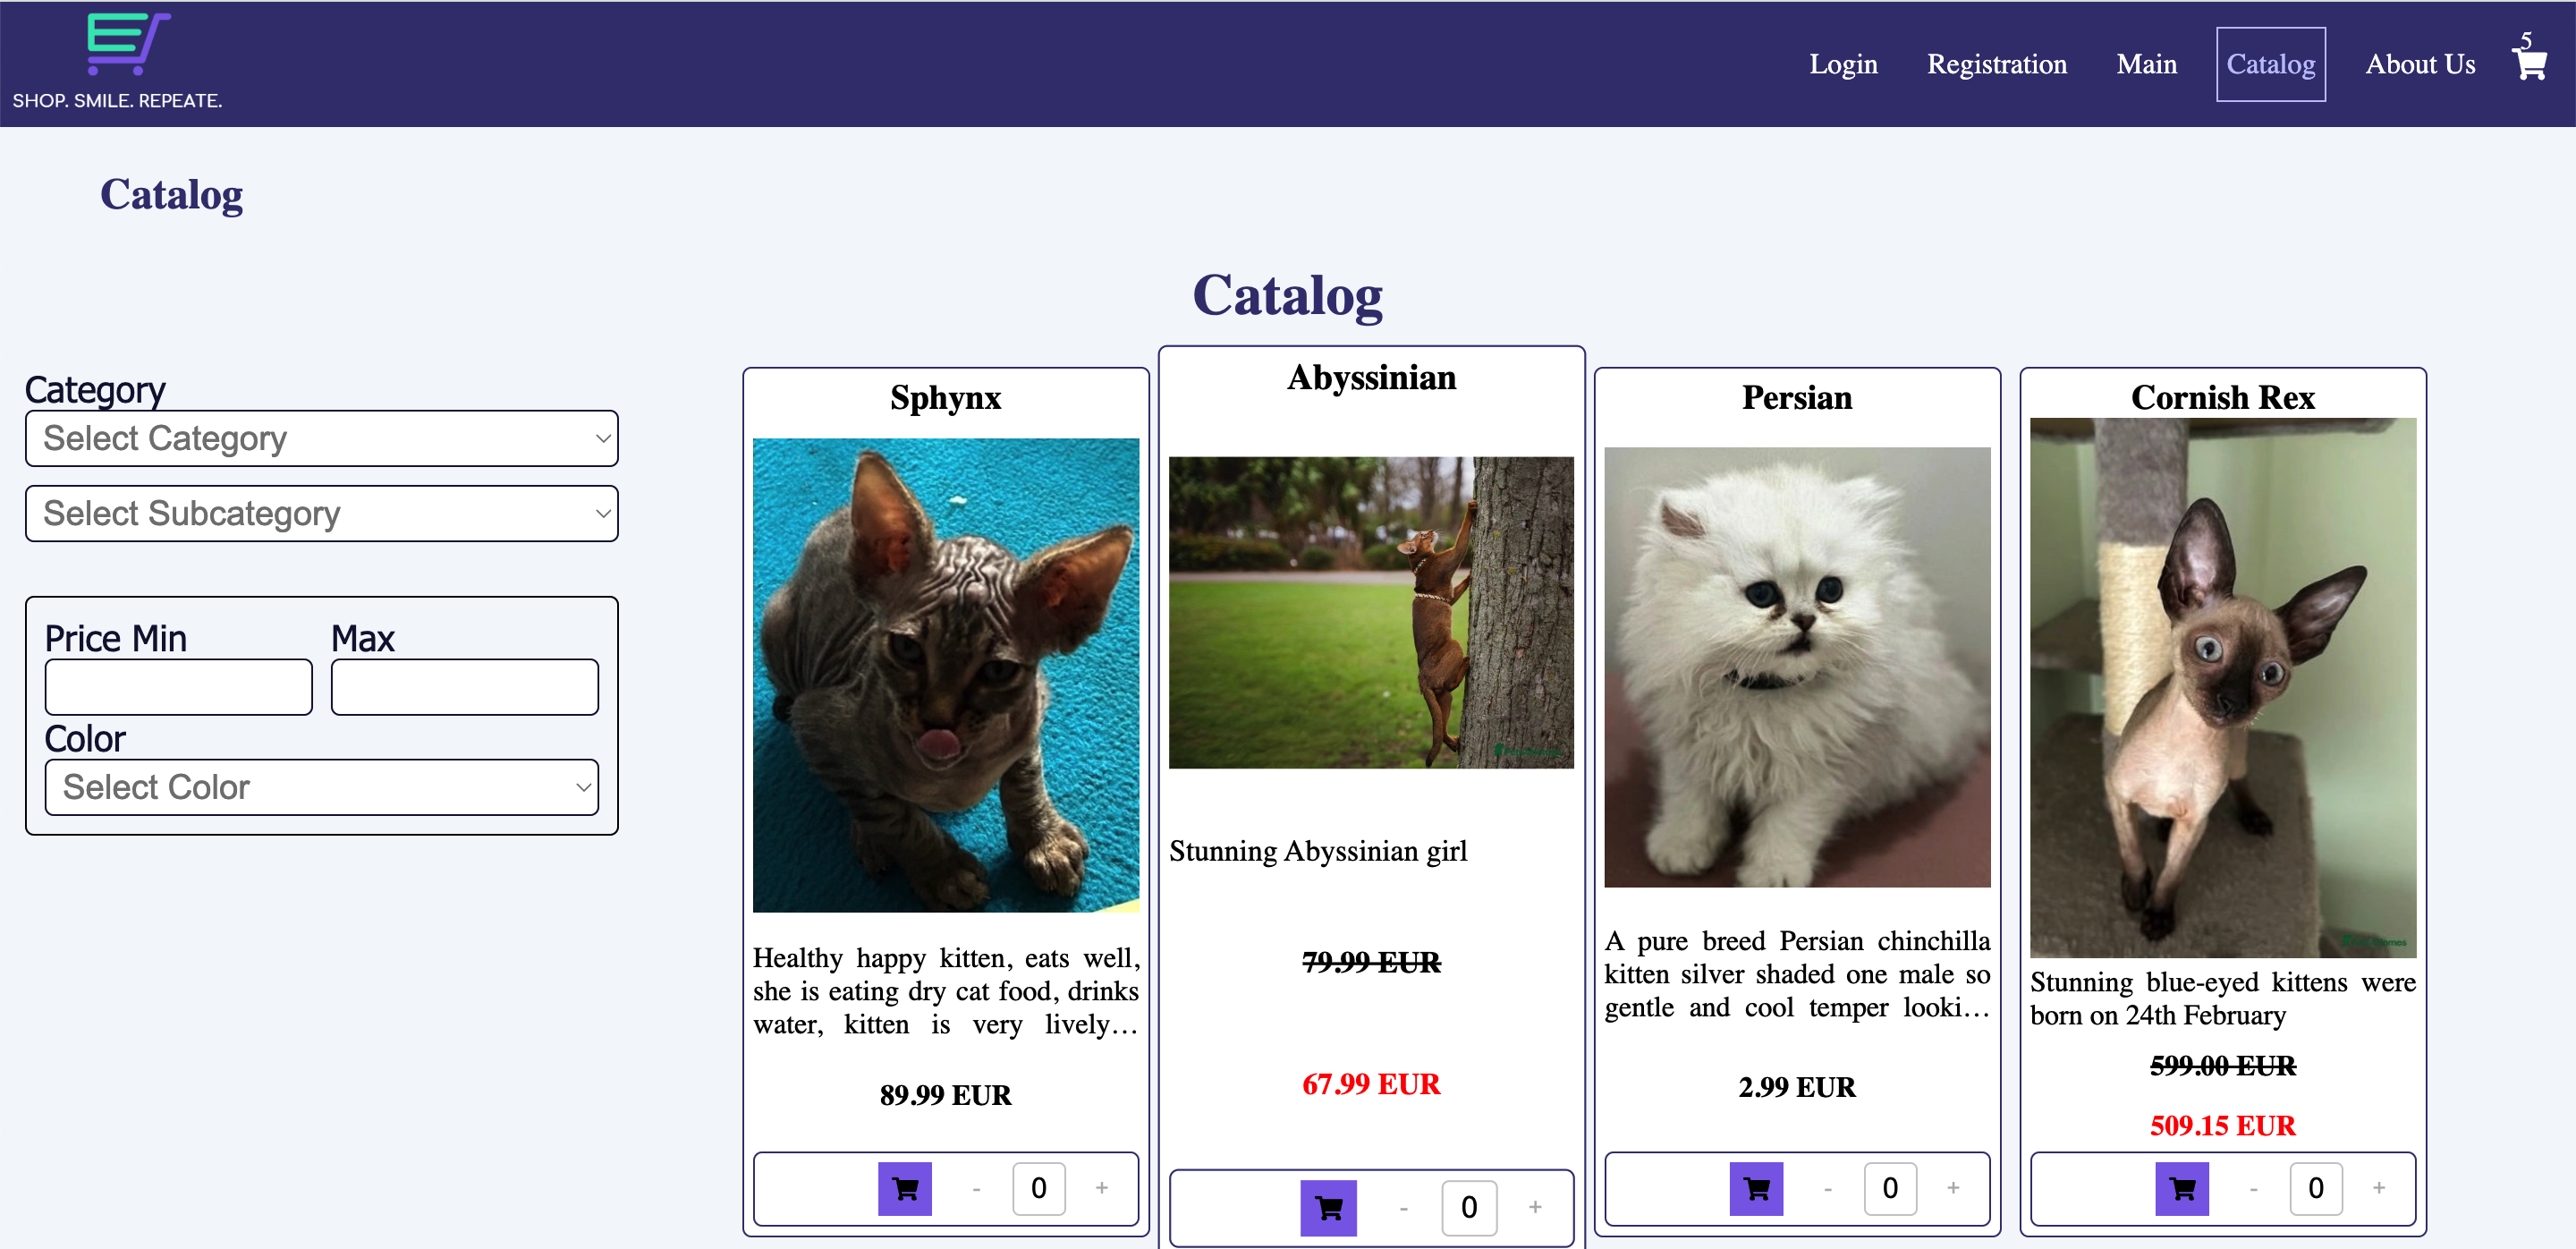 SHOP. SMILE. REPEATE.
Login
Registration
Main
Catalog
About Us
5
Catalog
Catalog
Category
Select Category
Select Subcategory
Price Min
Max
Color
Select Color
Sphynx
Healthy happy kitten, eats well,
she is eating dry cat food, drinks
water, kitten is very lively...
89.99 EUR
- 0 +
Abyssinian
Stunning Abyssinian girl
79.99 EUR
67.99 EUR
- 0 +
Persian
A pure breed Persian chinchilla
kitten silver shaded one male so
gentle and cool temper looki...
2.99 EUR
- 0 +
Cornish Rex
Stunning blue-eyed kittens were
born on 24th February
599.00 EUR
509.15 EUR
- 0 +